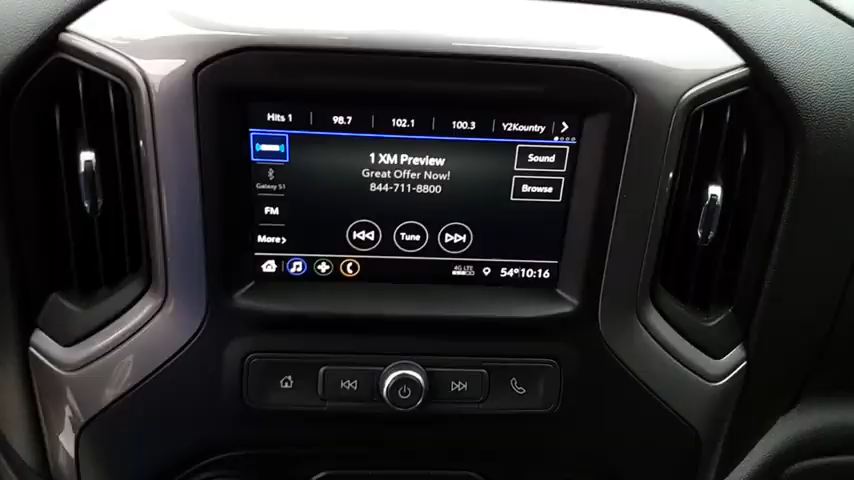 Hits 1 98.7 102.1 100.3 Y2Kountry
1 XM Preview
Great Offer Now!
844-711-8800
Sound
Browse
Galaxy S
FM
More
Tune
4G LTE
54° 10:16